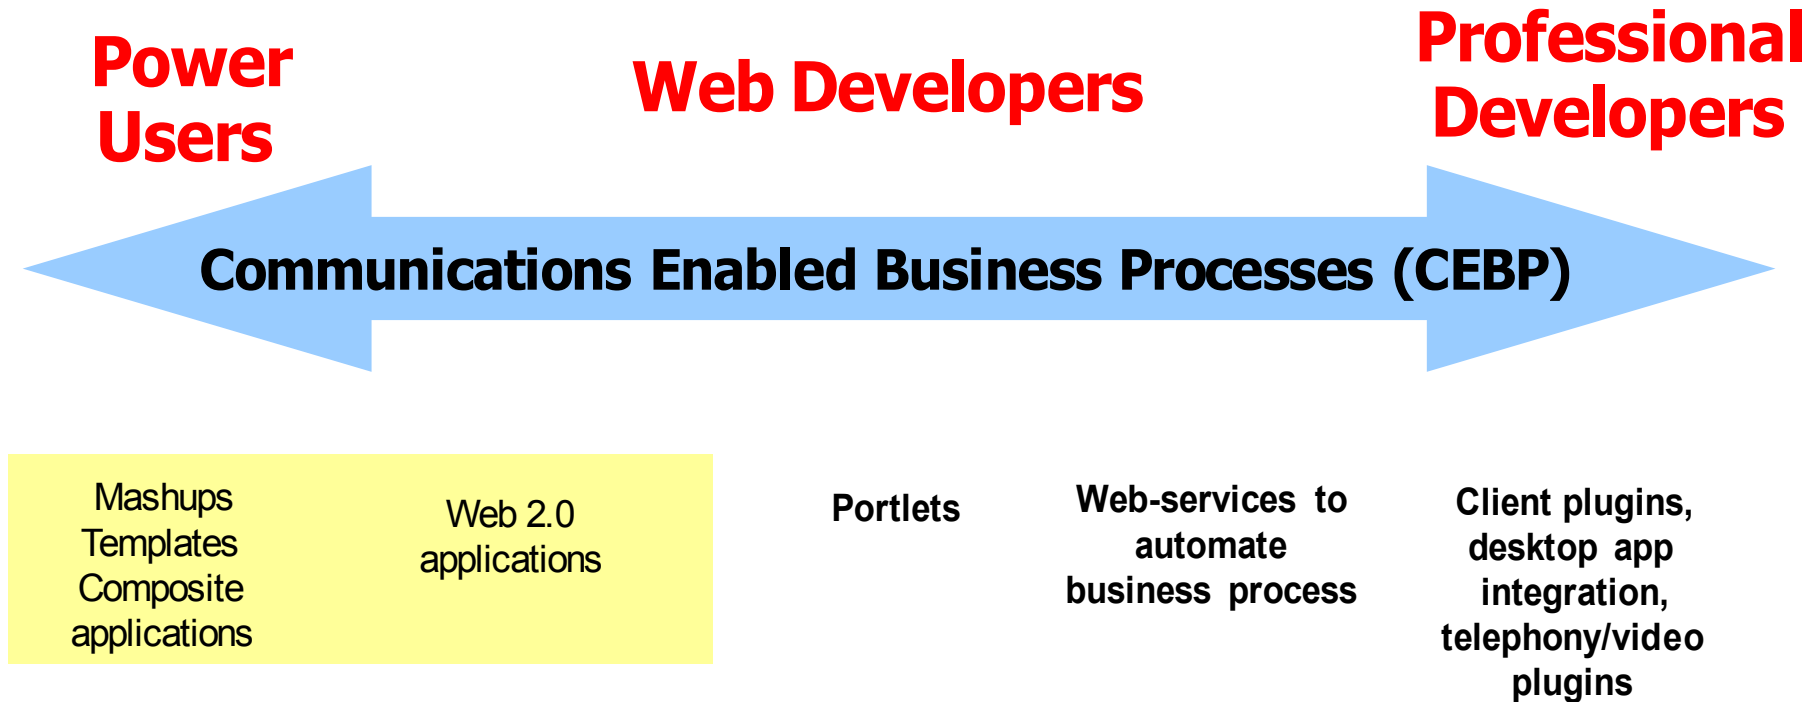 Power
Users
Web Developers
Professional
Developers
Communications Enabled Business Processes (CEBP)
Mashups
Templates
Composite
applications
Web 2.0
applications
Portlets
Web-services to
automate
business process
Client plugins,
desktop app
integration,
telephony/video
plugins